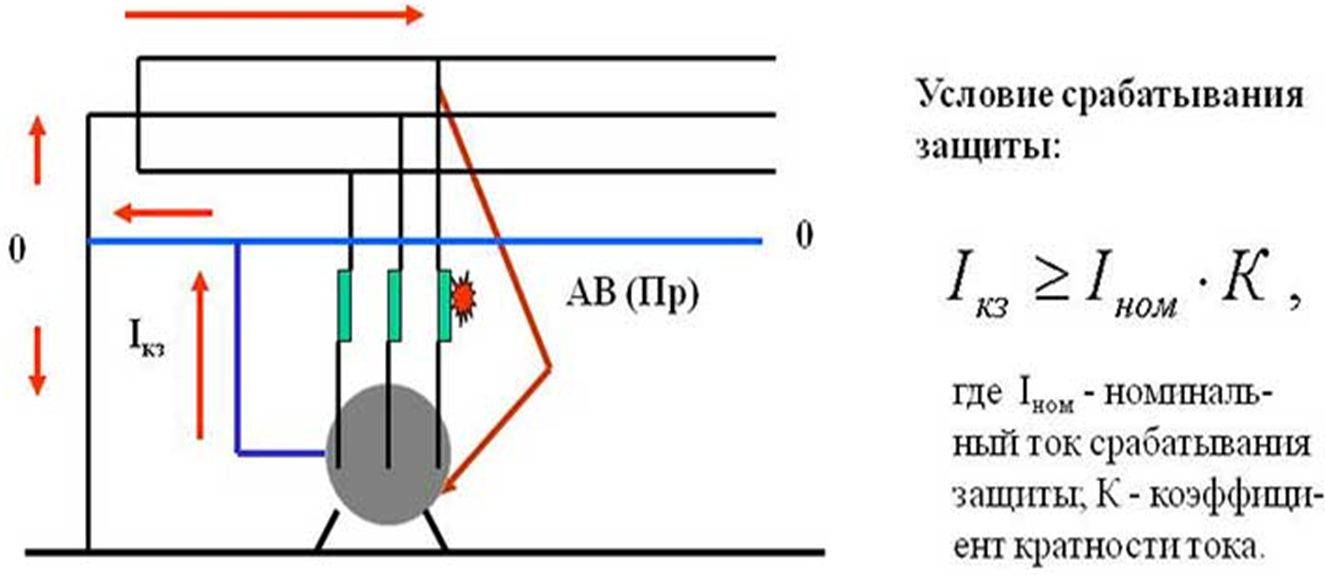 Условие срабатывания
защиты:
0
0
АВ (Пр)
Iкз
Iкз ≥ Iном · К ,
где Iном - номиналь-
ный ток срабатывания
защиты; К - коэффици-
ент кратности тока.